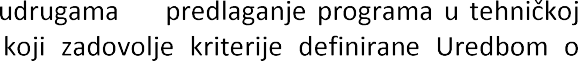 udrugama predlaganje programa u tehničkoj
koji zadovolje kriterije definirane Uredbom o